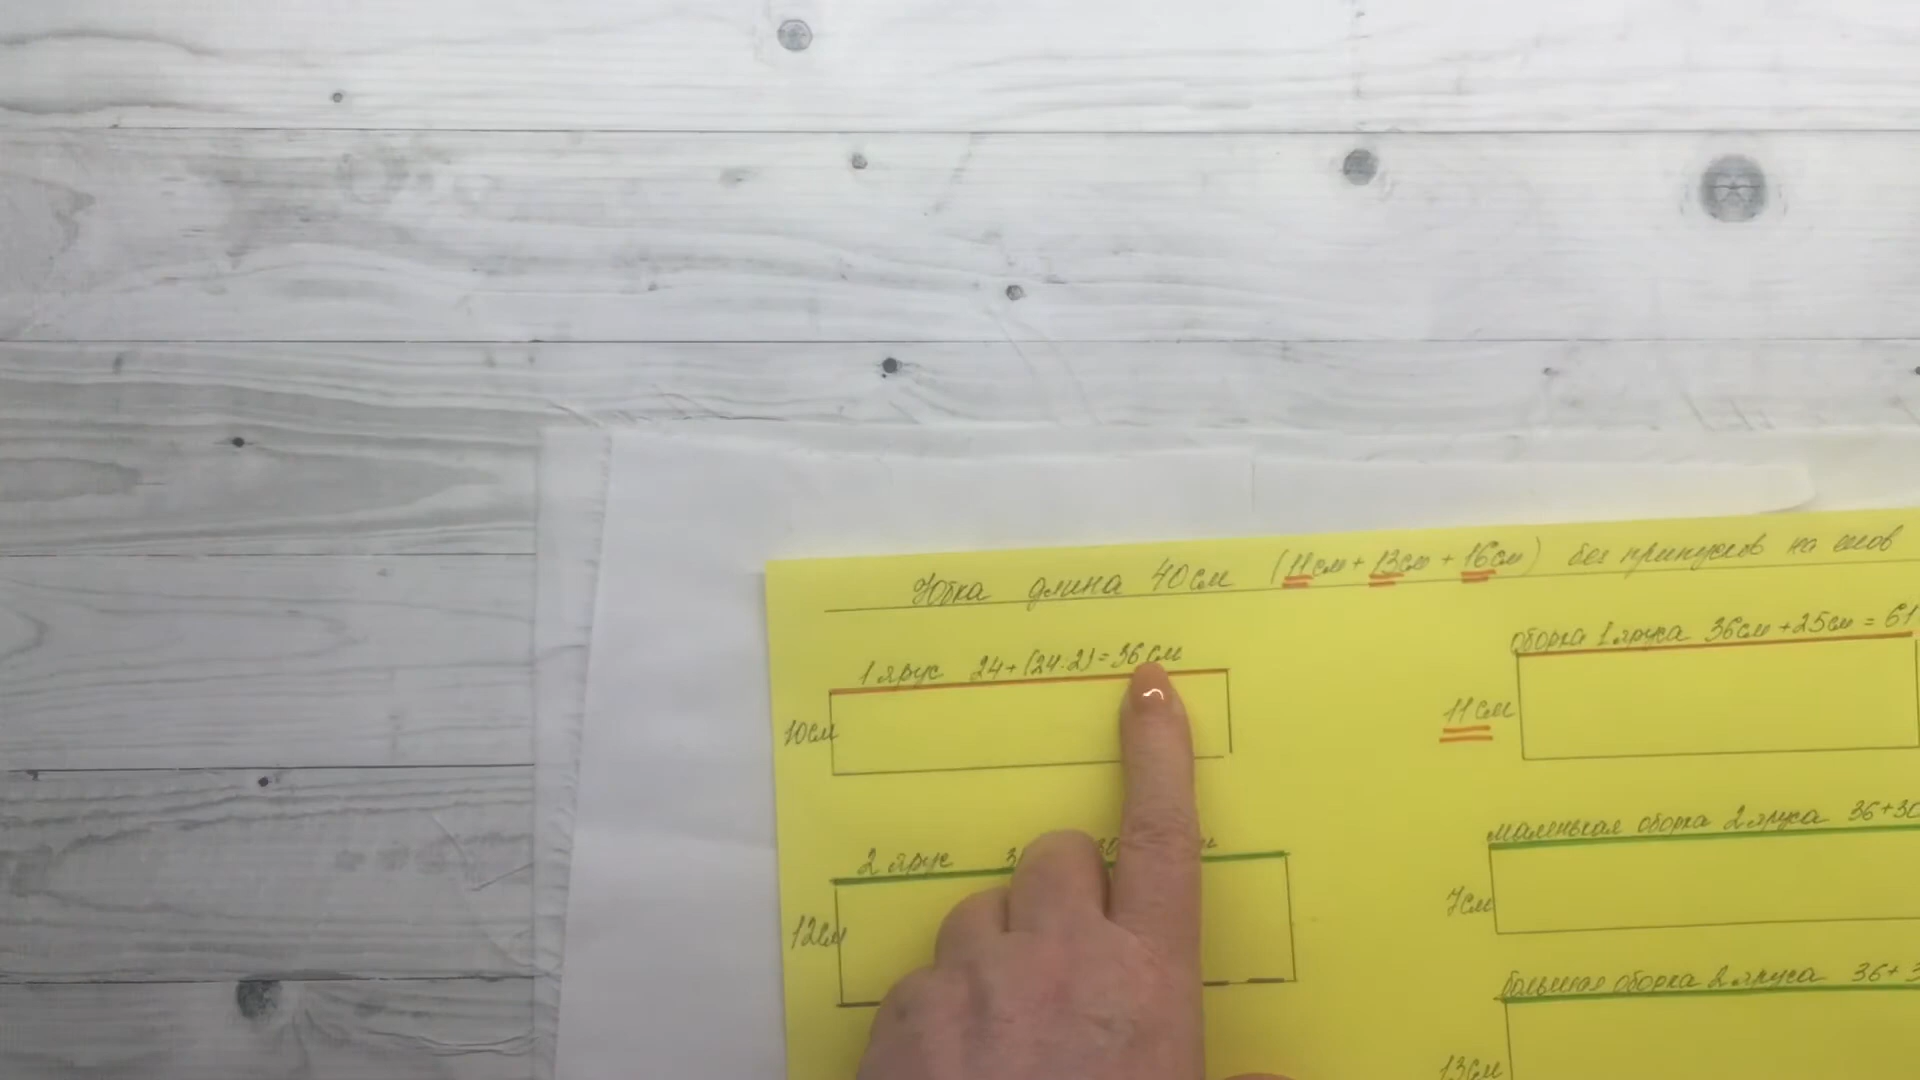 Юбка длина 40см (11см + 13см + 16см) без припусков на швов
1 ярус 24+(24:2)=36см
10см
2 ярус
12см
оборка 1 яруса 36см +25см = 61
11см
маленькая оборка 2 яруса 36+30
7см
большая оборка 2 яруса 36+3
13см